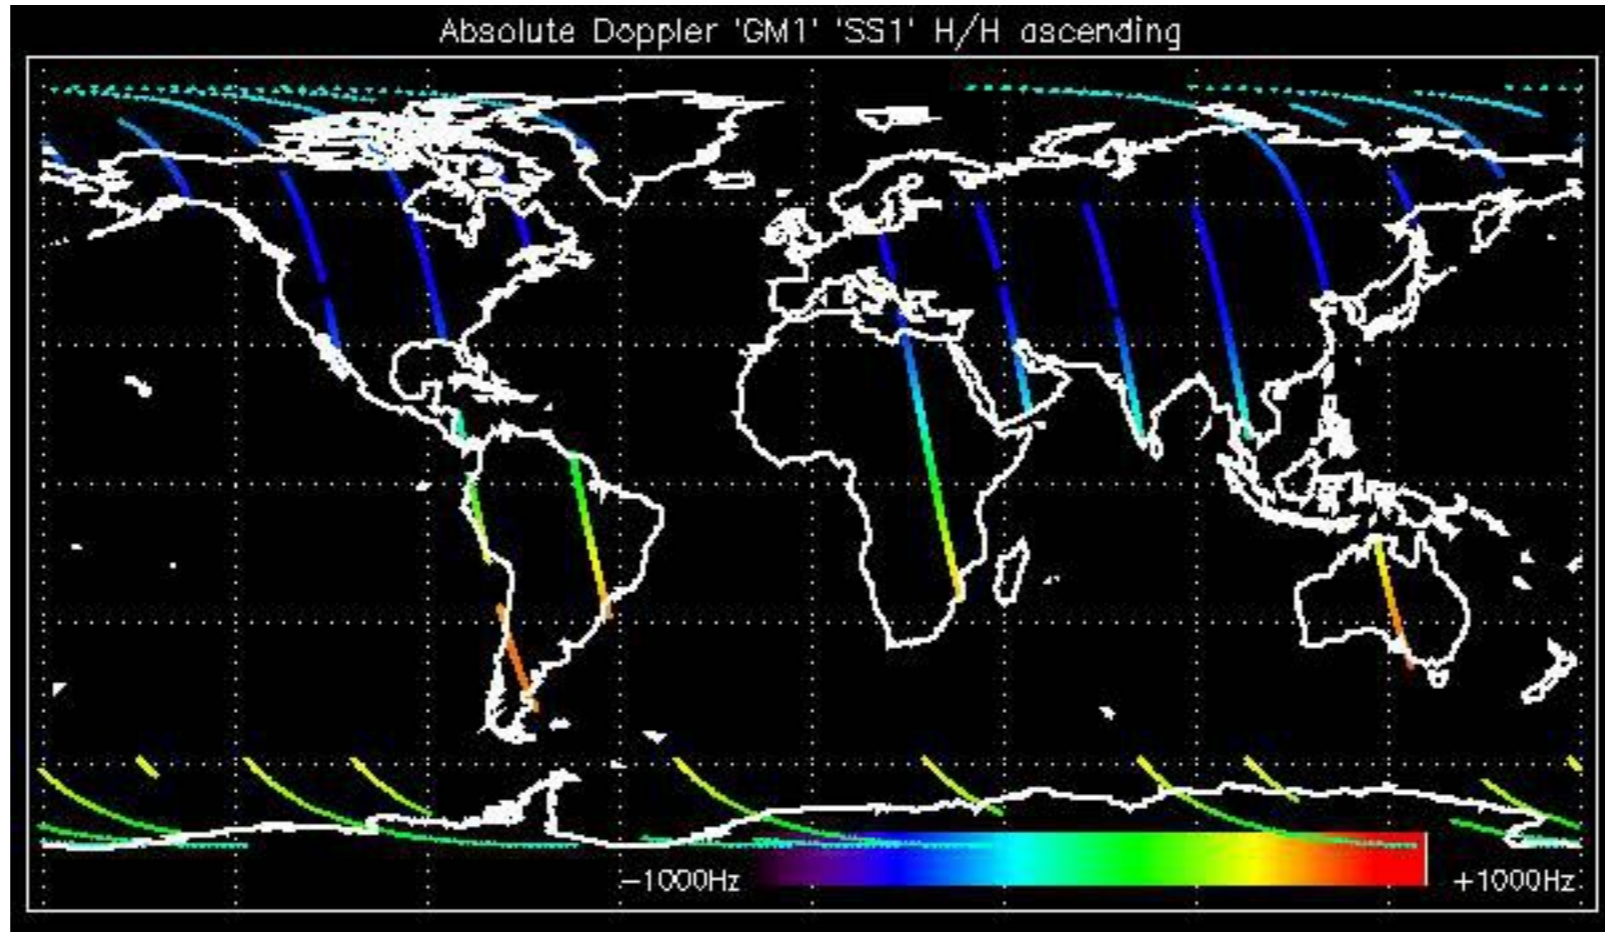 Absolute Doppler 'GM1' 'SS1' H/H ascending
−1000Hz +1000Hz